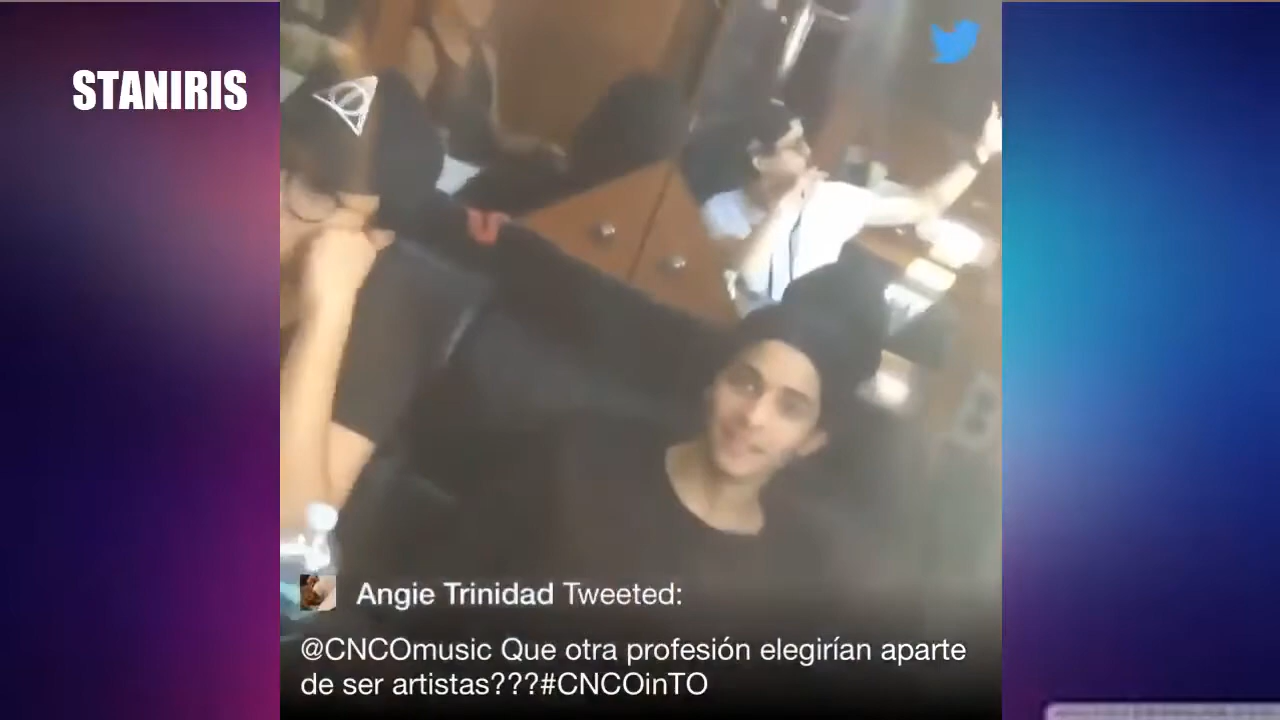 STANIRIS
Angie Trinidad Tweeted:
@CNCOmusic Que otra profesión elegirían aparte
de ser artistas???#CNCOinTO